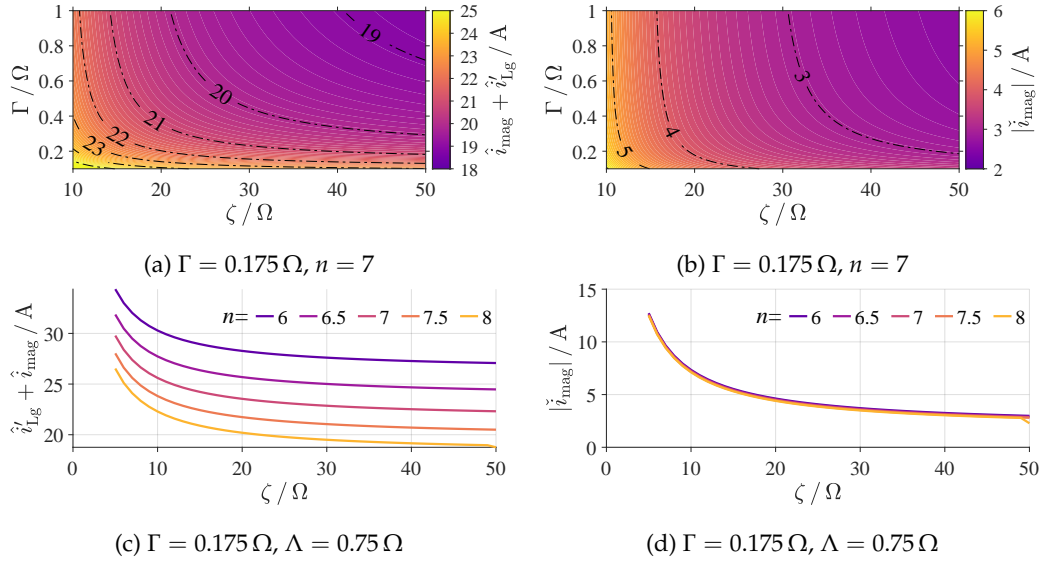 1
0.8
0.6
0.4
0.2
Γ / Ω
19
20
21
22
23
10 20 30 40 50
ζ / Ω
25
24
23
22
21
20
19
18
î_mag + î′_Lg / A
(a) Γ = 0.175 Ω, n = 7
1
0.8
0.6
0.4
0.2
Γ / Ω
3
4
5
10 20 30 40 50
ζ / Ω
6
5
4
3
2
|ǐ_mag| / A
(b) Γ = 0.175 Ω, n = 7
30
25
20
î′_Lg + î_mag / A
n= 6 6.5 7 7.5 8
0 10 20 30 40 50
ζ / Ω
(c) Γ = 0.175 Ω, Λ = 0.75 Ω
15
10
5
0
|ǐ_mag| / A
n= 6 6.5 7 7.5 8
0 10 20 30 40 50
ζ / Ω
(d) Γ = 0.175 Ω, Λ = 0.75 Ω